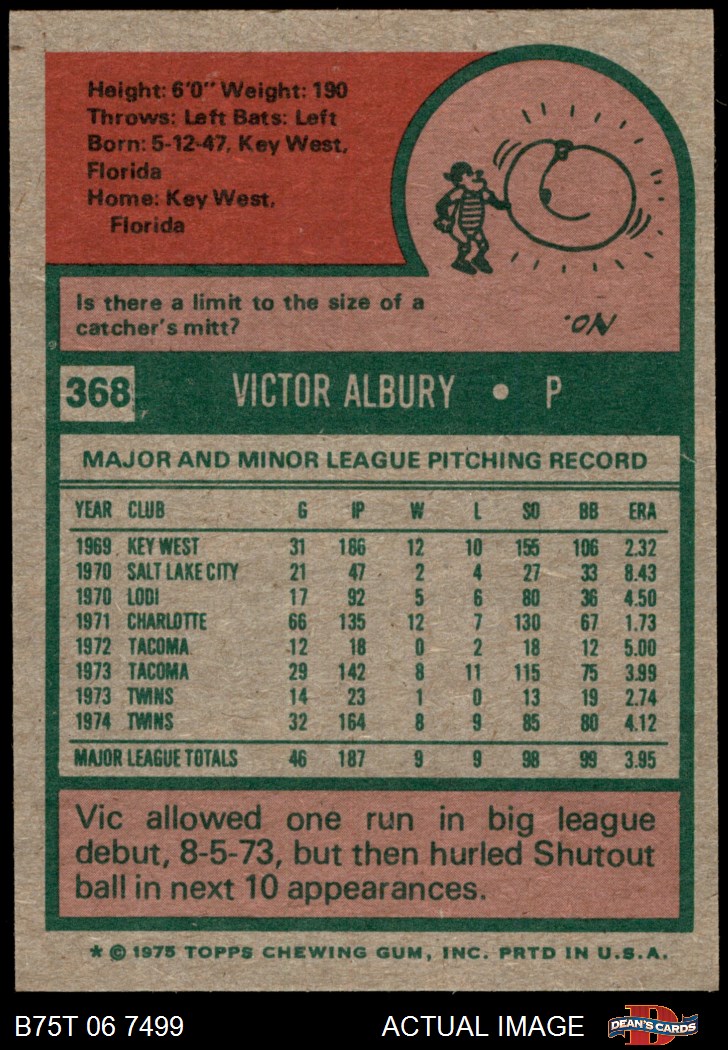 Height: 6'0" Weight: 190
Throws: Left Bats: Left
Born: 5-12-47, Key West,
Florida
Home: Key West,
Florida
Is there a limit to the size of a
catcher's mitt?
No.
368 VICTOR ALBURY • P
MAJOR AND MINOR LEAGUE PITCHING RECORD
YEAR CLUB G IP W L SO BB ERA
1969 KEY WEST 31 186 12 10 155 106 2.32
1970 SALT LAKE CITY 21 47 2 4 27 33 8.43
1970 LODI 17 92 5 6 80 36 4.50
1971 CHARLOTTE 66 135 12 7 130 67 1.73
1972 TACOMA 12 18 0 2 18 12 5.00
1973 TACOMA 29 142 8 11 115 75 3.99
1973 TWINS 14 23 1 0 13 19 2.74
1974 TWINS 32 164 8 9 85 80 4.12
MAJOR LEAGUE TOTALS 46 187 9 9 98 99 3.95
Vic allowed one run in big league
debut, 8-5-73, but then hurled Shutout
ball in next 10 appearances.
* © 1975 TOPPS CHEWING GUM, INC. PRTD IN U.S.A.
B75T 06 7499 ACTUAL IMAGE DEAN'S CARDS